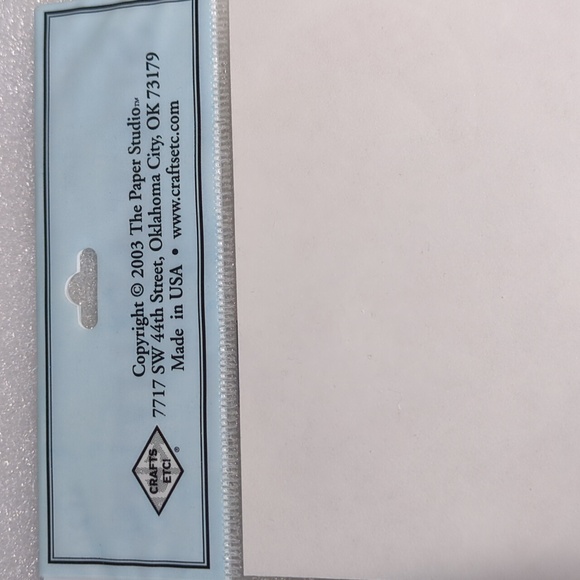 Copyright © 2003 The Paper Studio™
7717 SW 44th Street, Oklahoma City, OK 73179
Made in USA • www.craftsetc.com
CRAFTS
ETC!
®